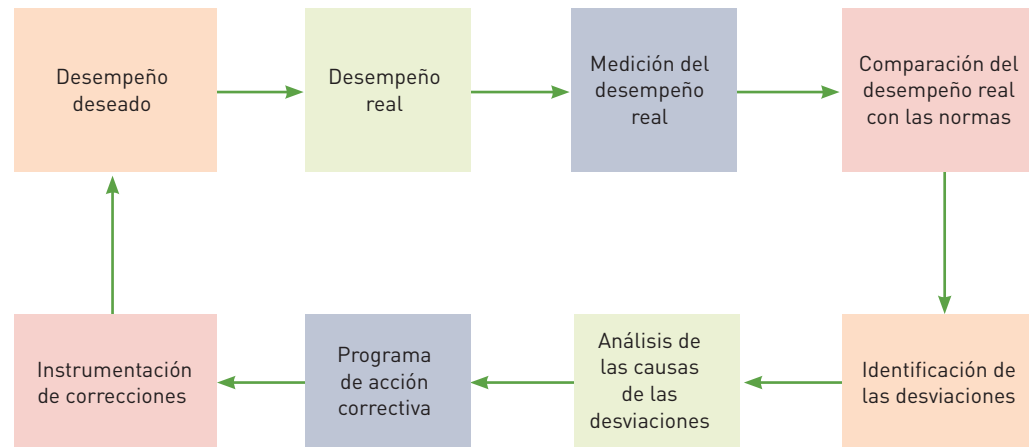 Desempeño
deseado
Desempeño
real
Medición del
desempeño
real
Comparación del
desempeño real
con las normas
Identificación de
las desviaciones
Análisis de
las causas
de las
desviaciones
Programa
de acción
correctiva
Instrumentación
de correcciones